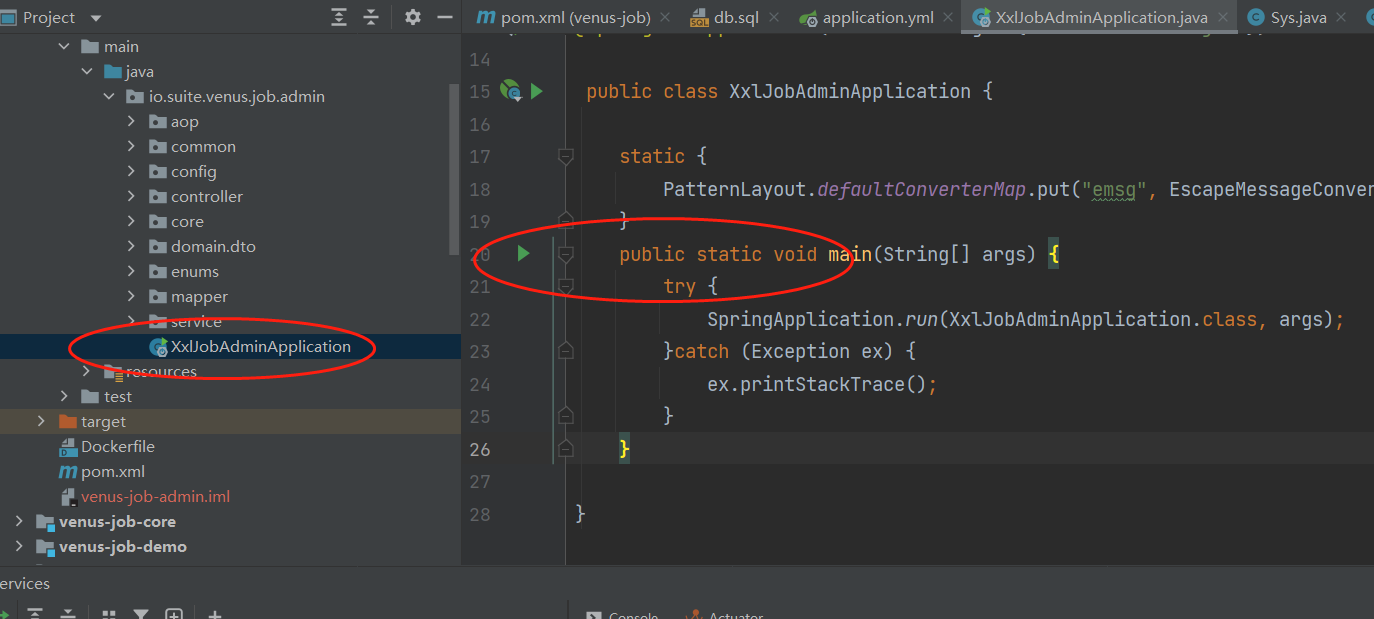 Project
pom.xml (venus-job)
db.sql
application.yml
XxlJobAdminApplication.java
Sys.java
main
java
io.suite.venus.job.admin
aop
common
config
controller
core
domain.dto
enums
mapper
service
XxlJobAdminApplication
resources
test
target
Dockerfile
pom.xml
venus-job-admin.iml
venus-job-core
venus-job-demo
14
15 public class XxlJobAdminApplication {
16
17 static {
18 PatternLayout.defaultConverterMap.put("emsg", EscapeMessageConver
19 }
20 public static void main(String[] args) {
21 try {
22 SpringApplication.run(XxlJobAdminApplication.class, args);
23 }catch (Exception ex) {
24 ex.printStackTrace();
25 }
26 }
27
28 }
ervices
Console
Actuator